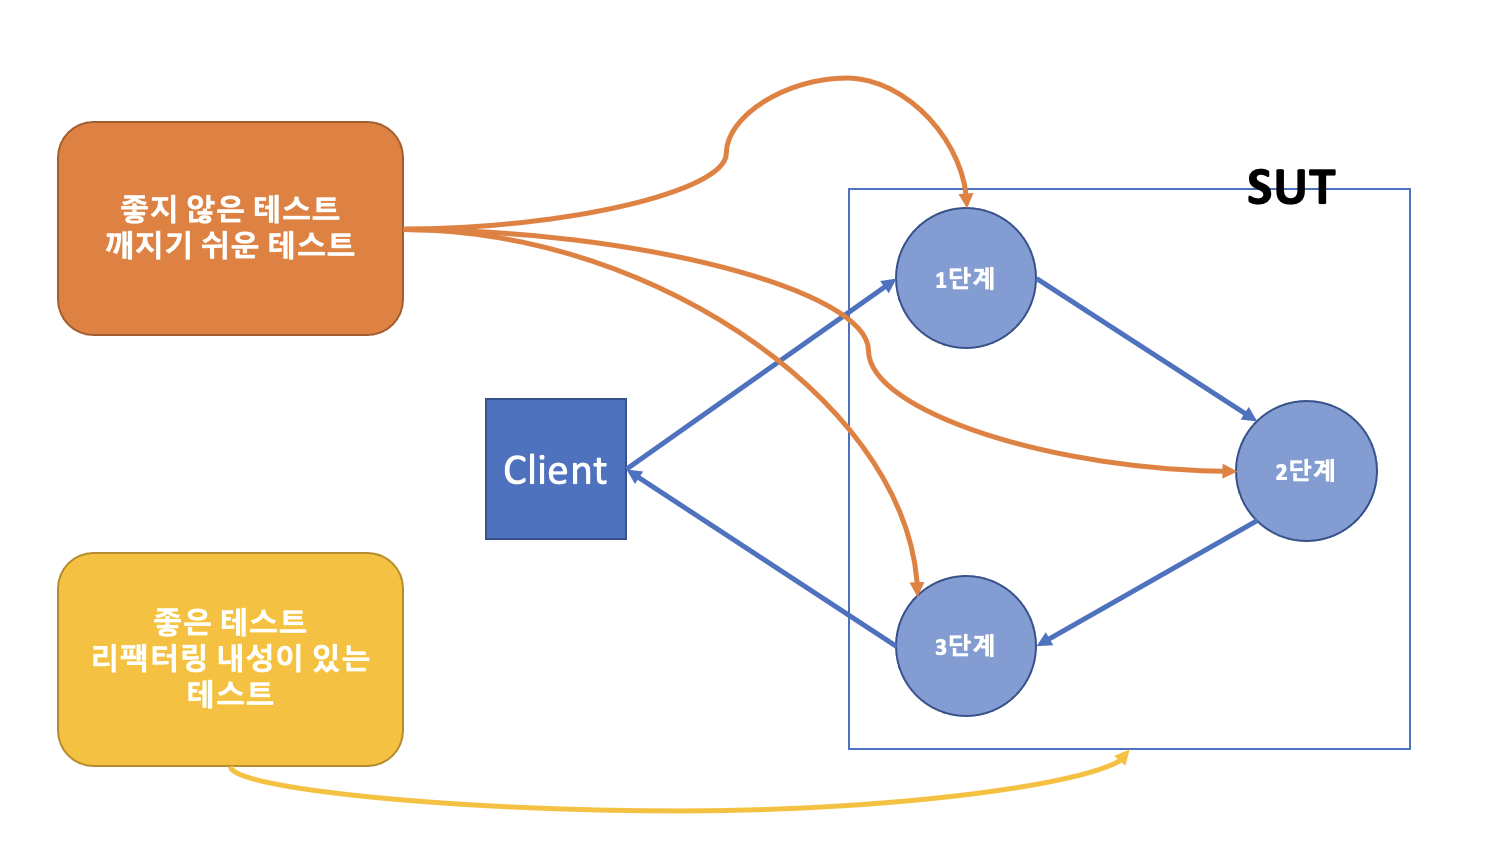 SUT
좋지 않은 테스트
깨지기 쉬운 테스트
1단계
Client
2단계
좋은 테스트
리팩터링 내성이 있는
테스트
3단계